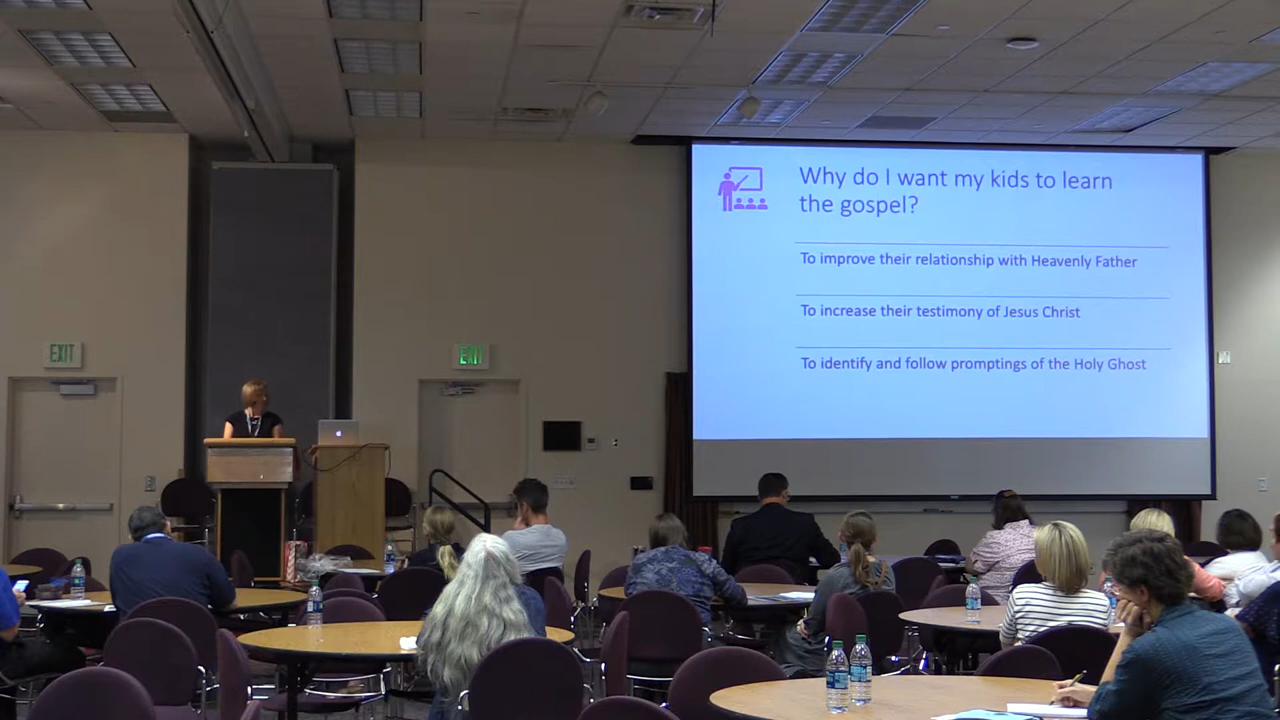 Why do I want my kids to learn
the gospel?
To improve their relationship with Heavenly Father
To increase their testimony of Jesus Christ
To identify and follow promptings of the Holy Ghost
EXIT
EXIT